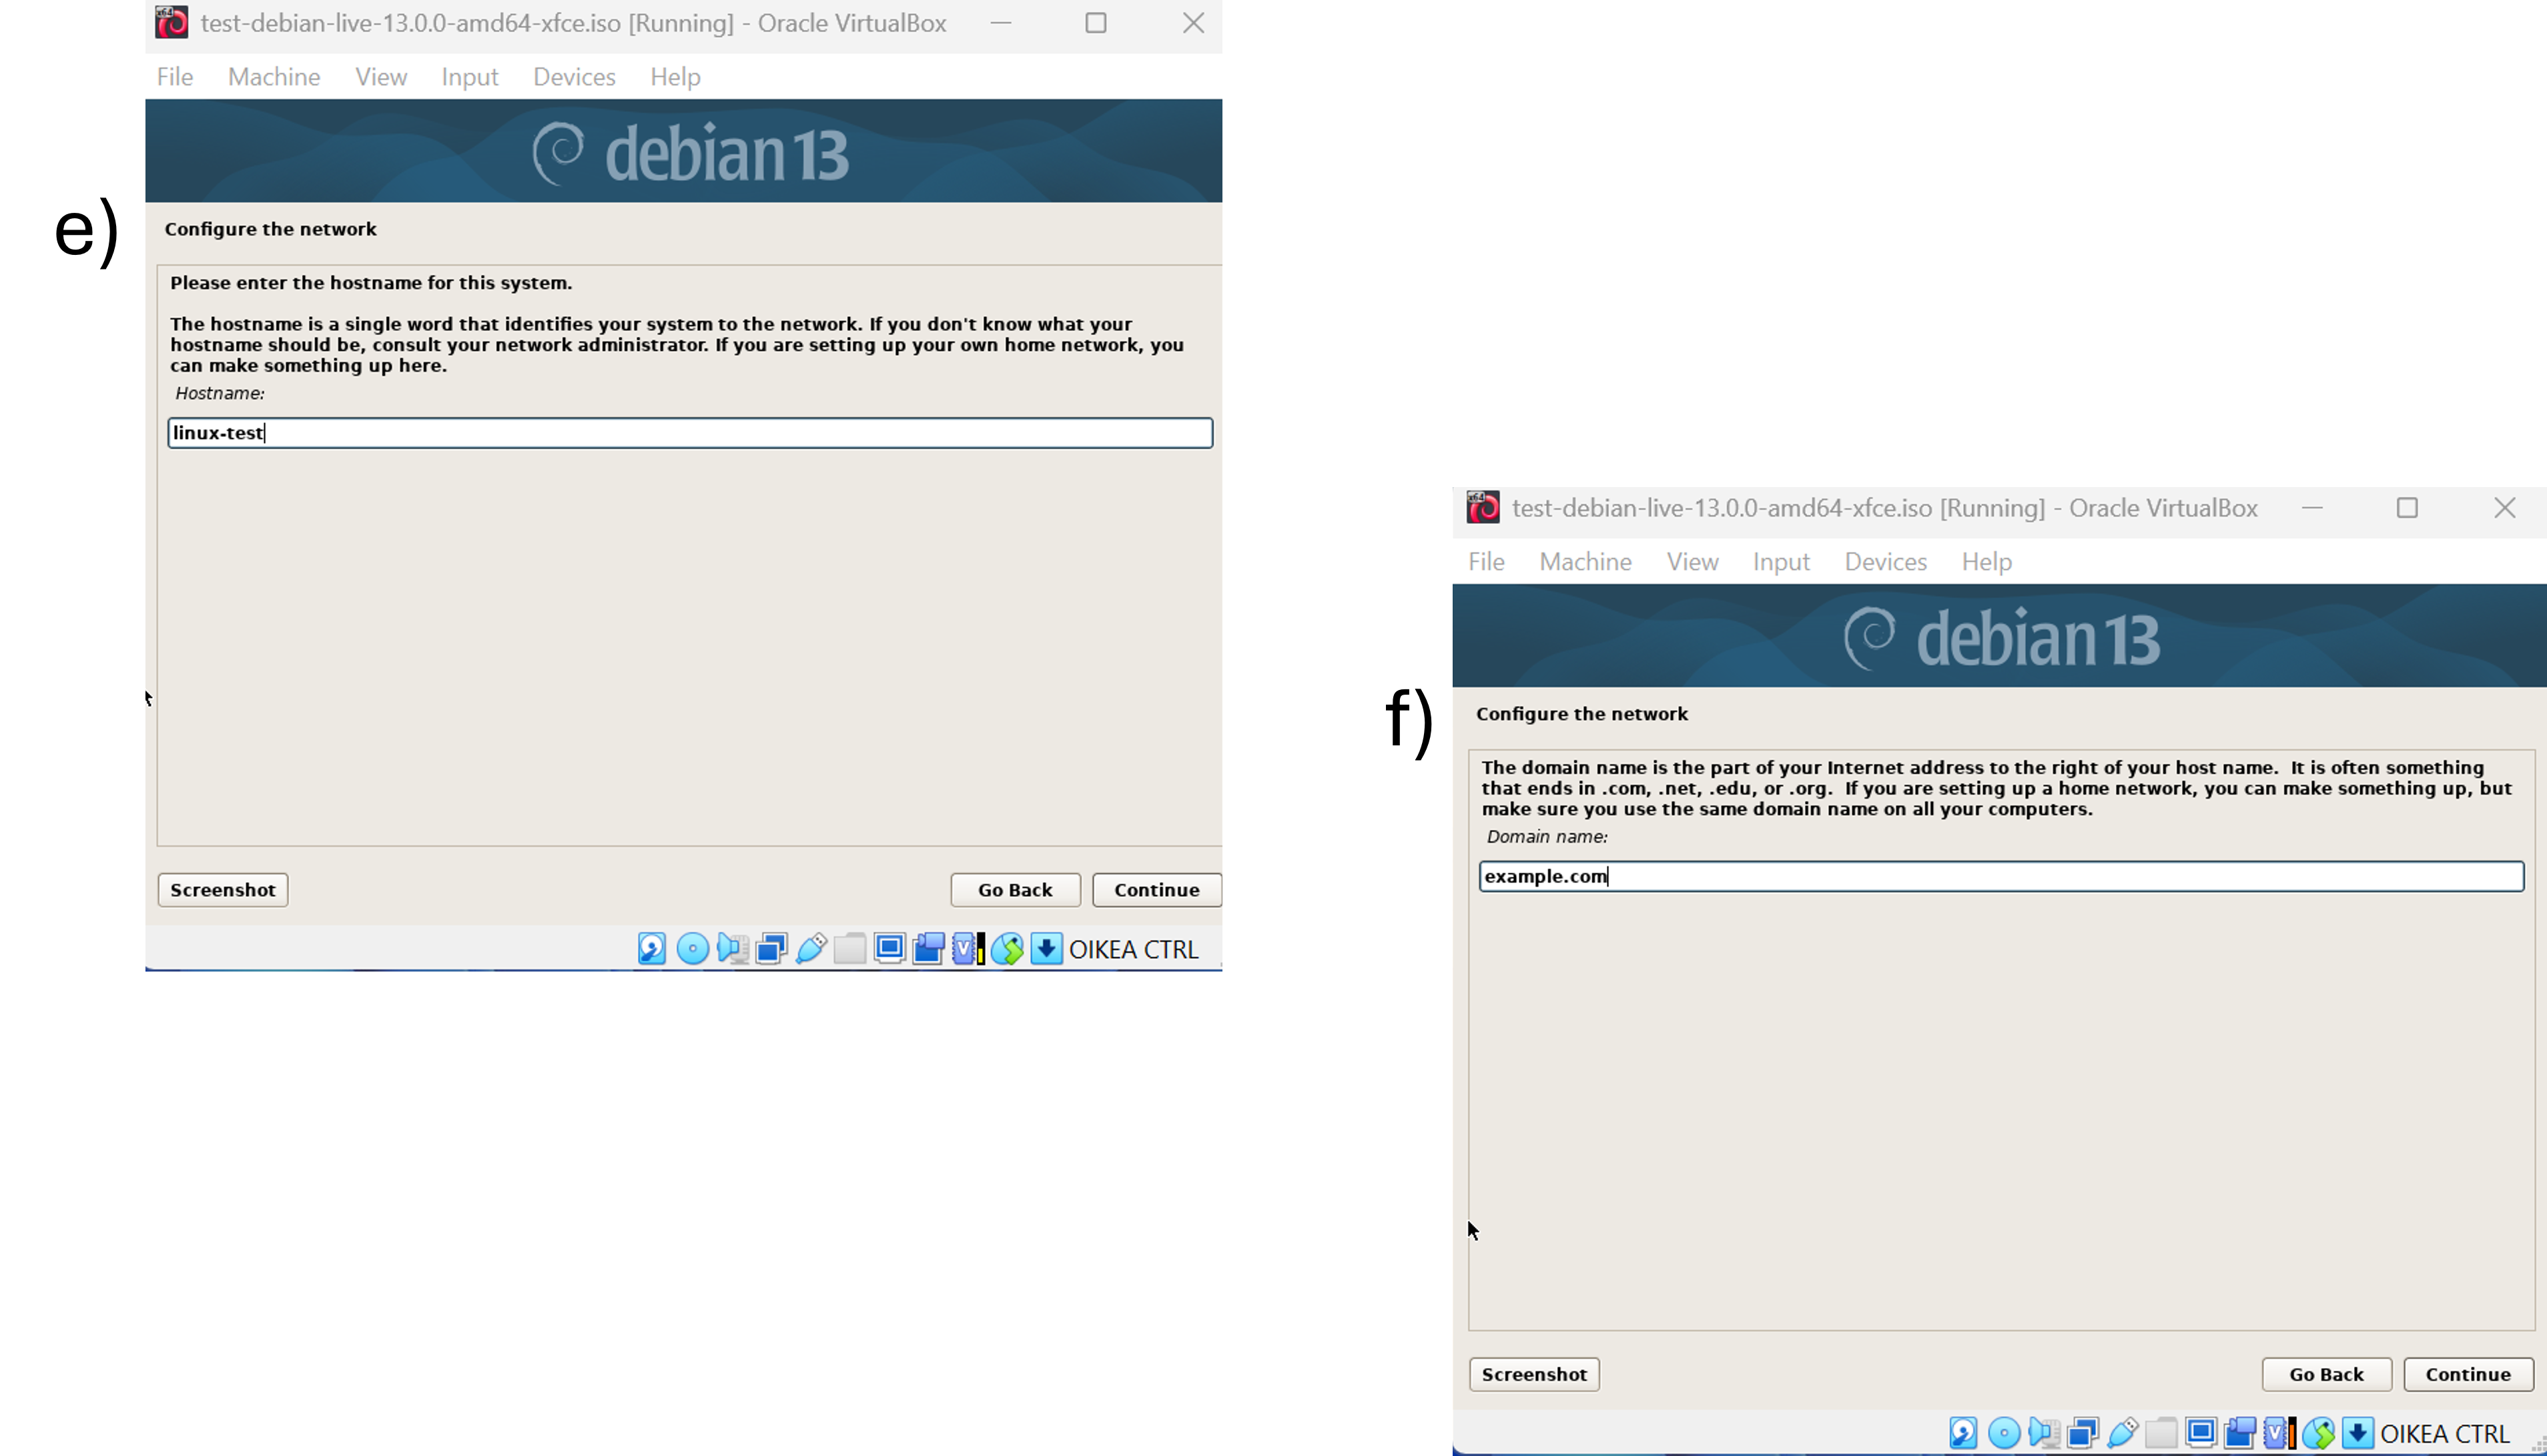 test-debian-live-13.0.0-amd64-xfce.iso [Running] - Oracle VirtualBox
File Machine View Input Devices Help
debian 13
e)
Configure the network
Please enter the hostname for this system.
The hostname is a single word that identifies your system to the network. If you don't know what your
hostname should be, consult your network administrator. If you are setting up your own home network, you
can make something up here.
Hostname:
linux-test
Screenshot Go Back Continue
OIKEA CTRL
test-debian-live-13.0.0-amd64-xfce.iso [Running] - Oracle VirtualBox
File Machine View Input Devices Help
debian 13
f)
Configure the network
The domain name is the part of your Internet address to the right of your host name.  It is often something
that ends in .com, .net, .edu, or .org.  If you are setting up a home network, you can make something up, but
make sure you use the same domain name on all your computers.
Domain name:
example.com
Screenshot Go Back Continue
OIKEA CTRL